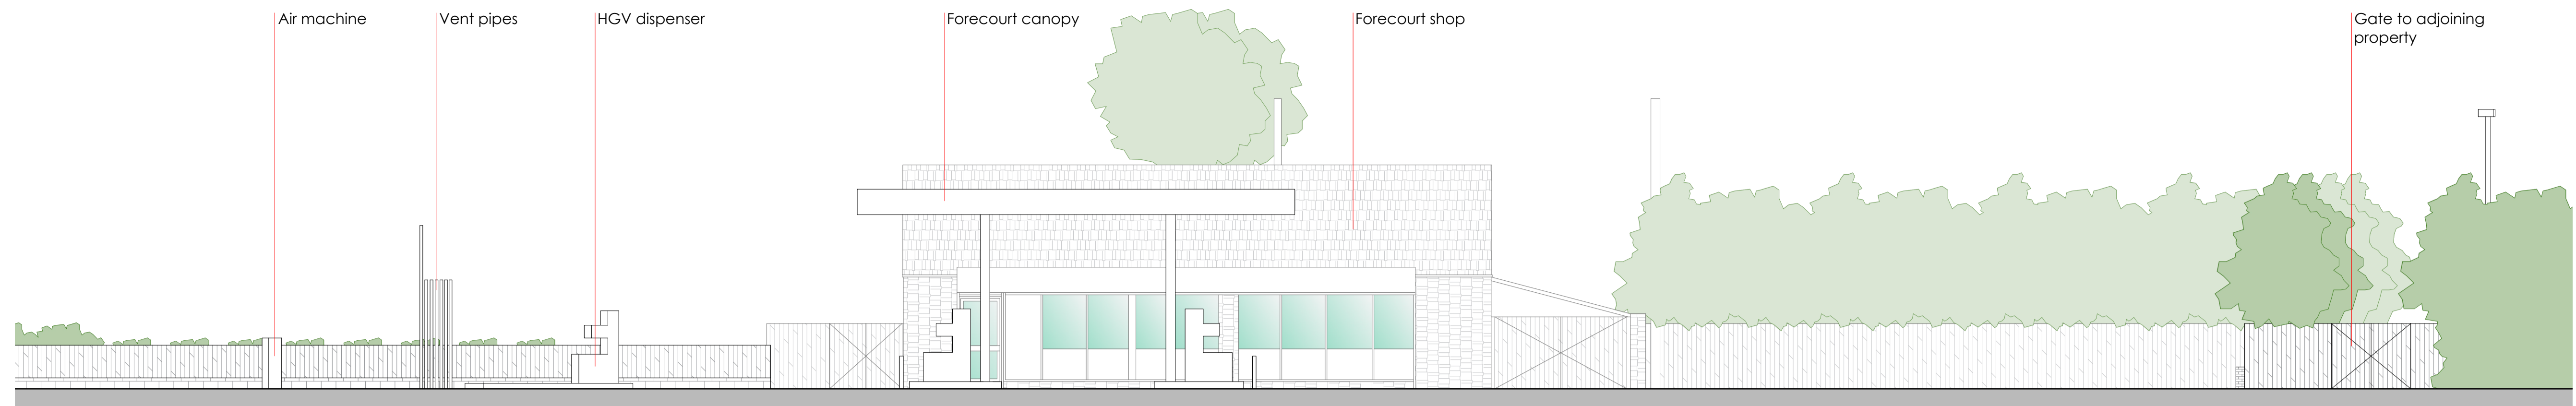 Air machine
Vent pipes
HGV dispenser
Forecourt canopy
Forecourt shop
Gate to adjoining
property